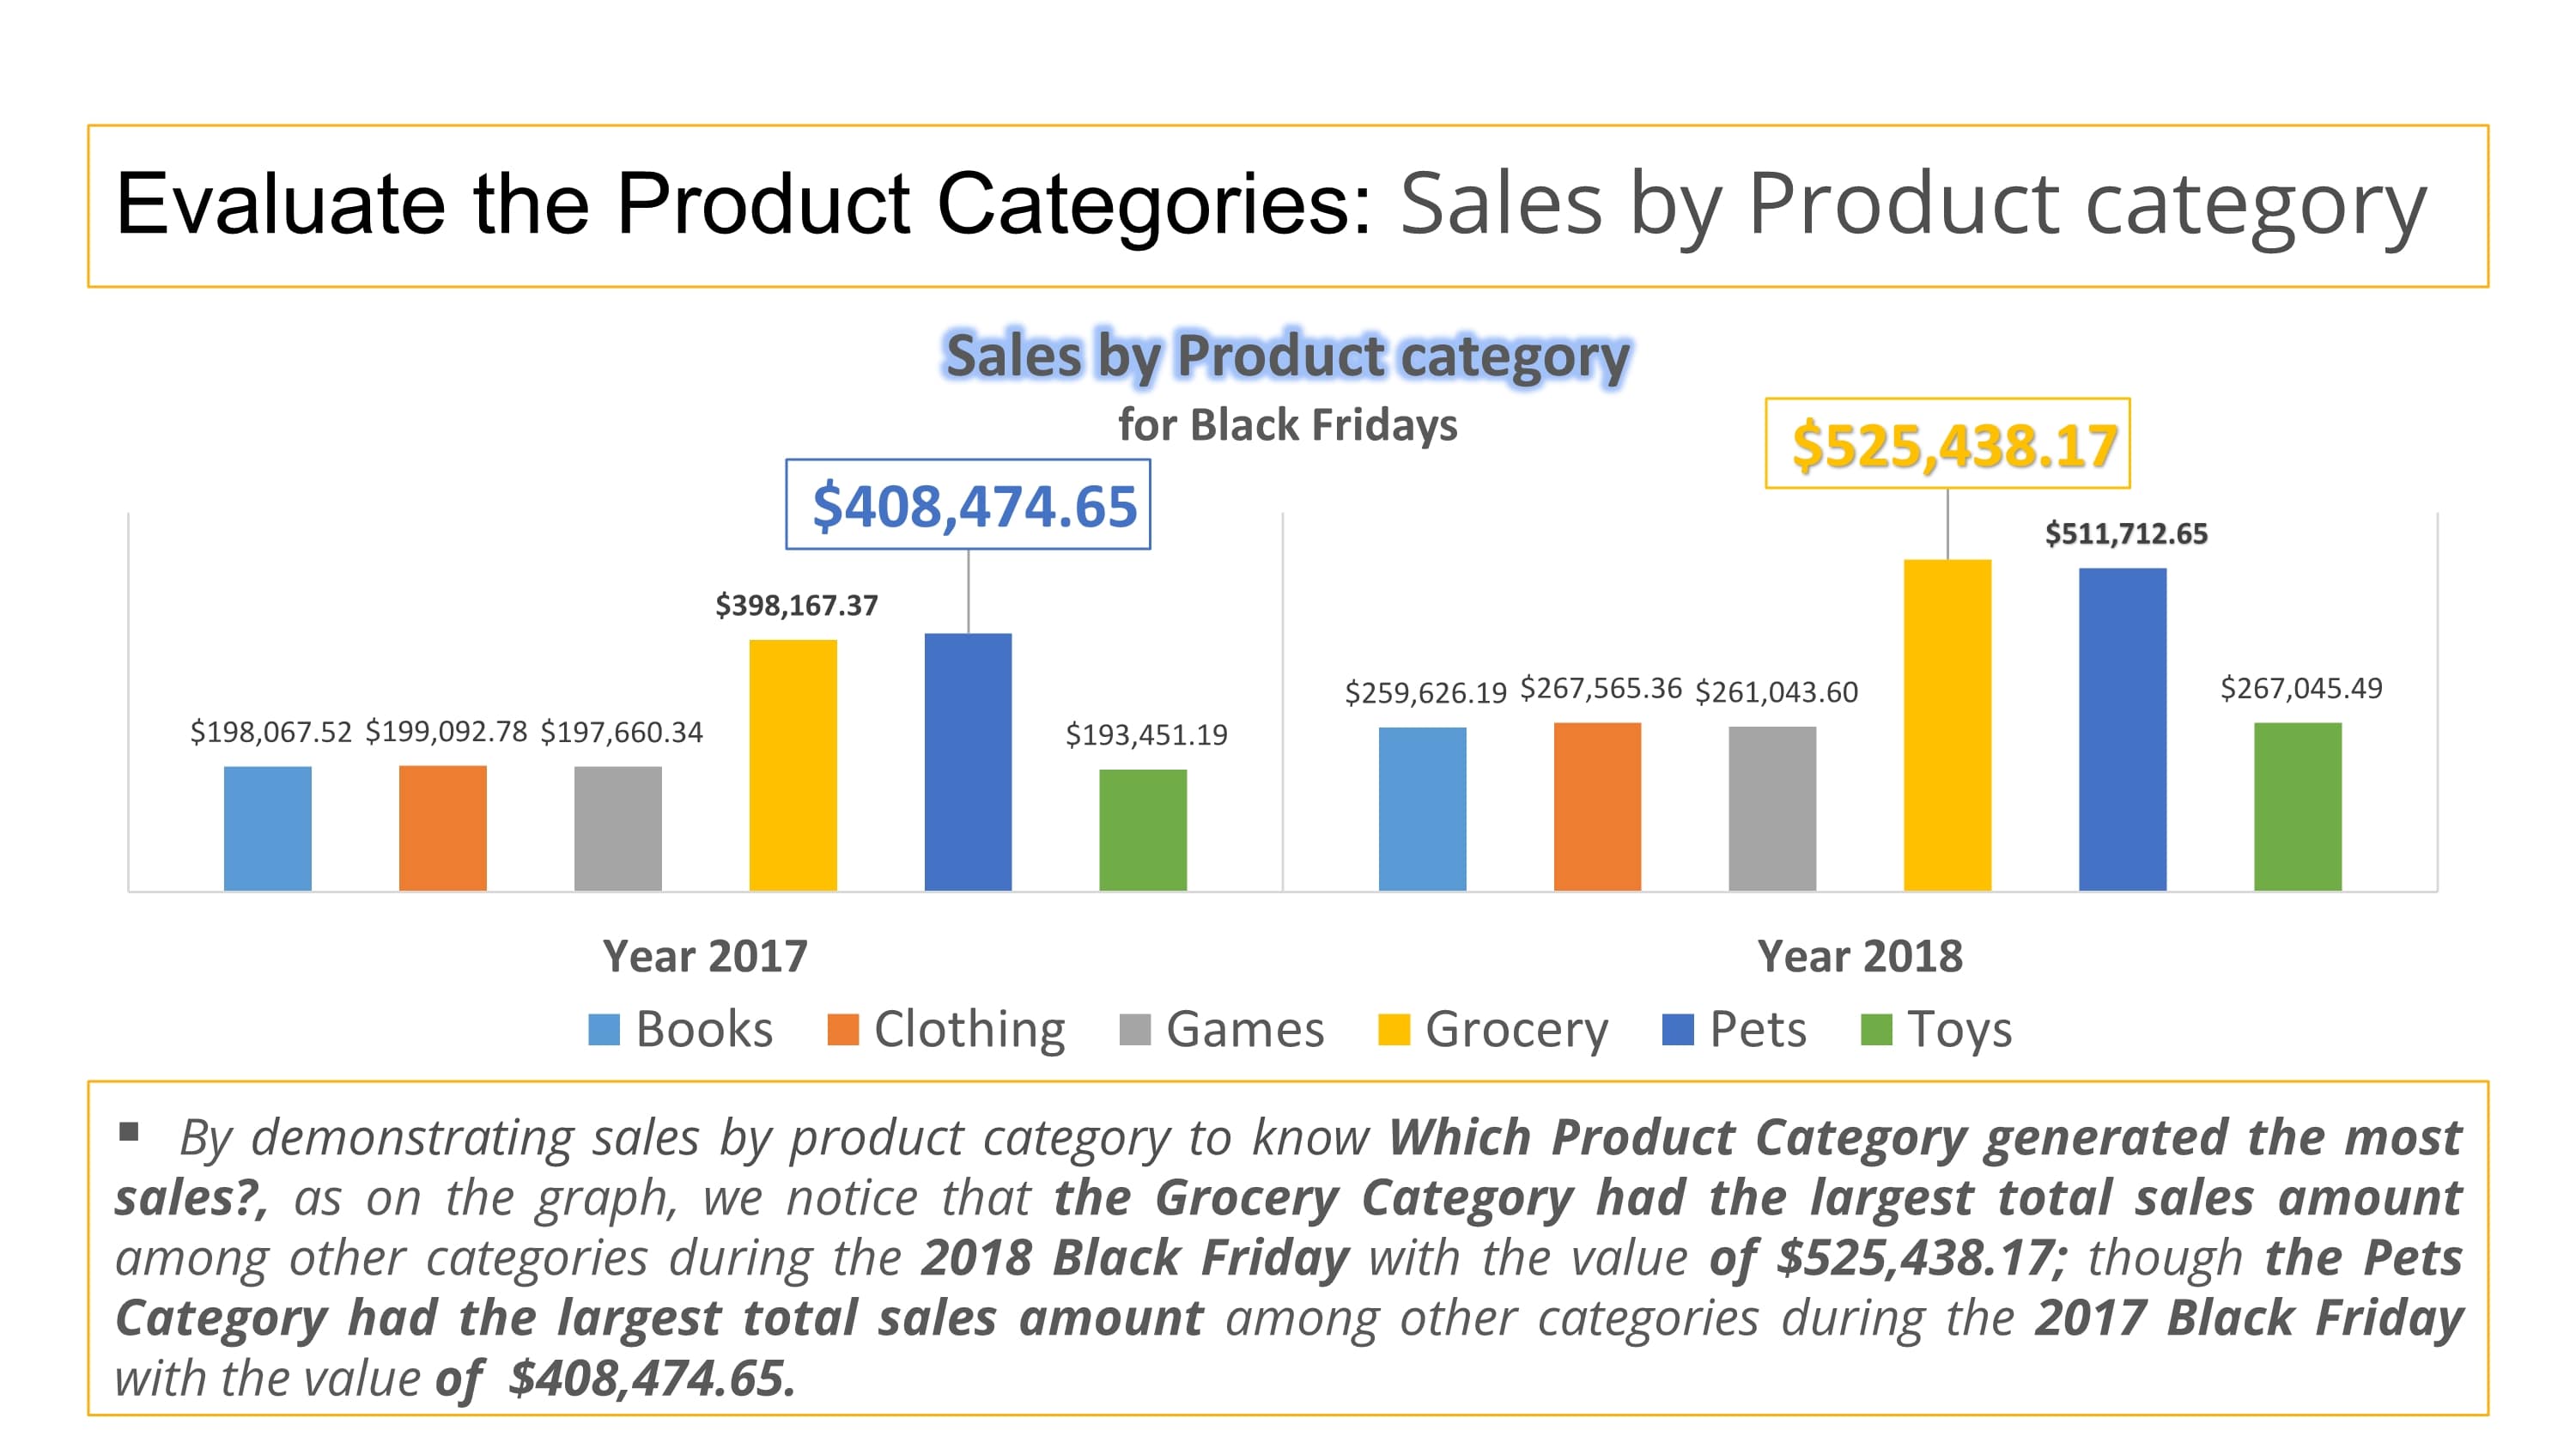 Evaluate the Product Categories: Sales by Product category
Sales by Product category
for Black Fridays
$525,438.17
$408,474.65
$511,712.65
$398,167.37
$259,626.19 $267,565.36 $261,043.60
$267,045.49
$198,067.52 $199,092.78 $197,660.34
$193,451.19
Year 2017
Year 2018
Books Clothing Games Grocery Pets Toys
▪ By demonstrating sales by product category to know Which Product Category generated the most
sales?, as on the graph, we notice that the Grocery Category had the largest total sales amount
among other categories during the 2018 Black Friday with the value of $525,438.17; though the Pets
Category had the largest total sales amount among other categories during the 2017 Black Friday
with the value of $408,474.65.